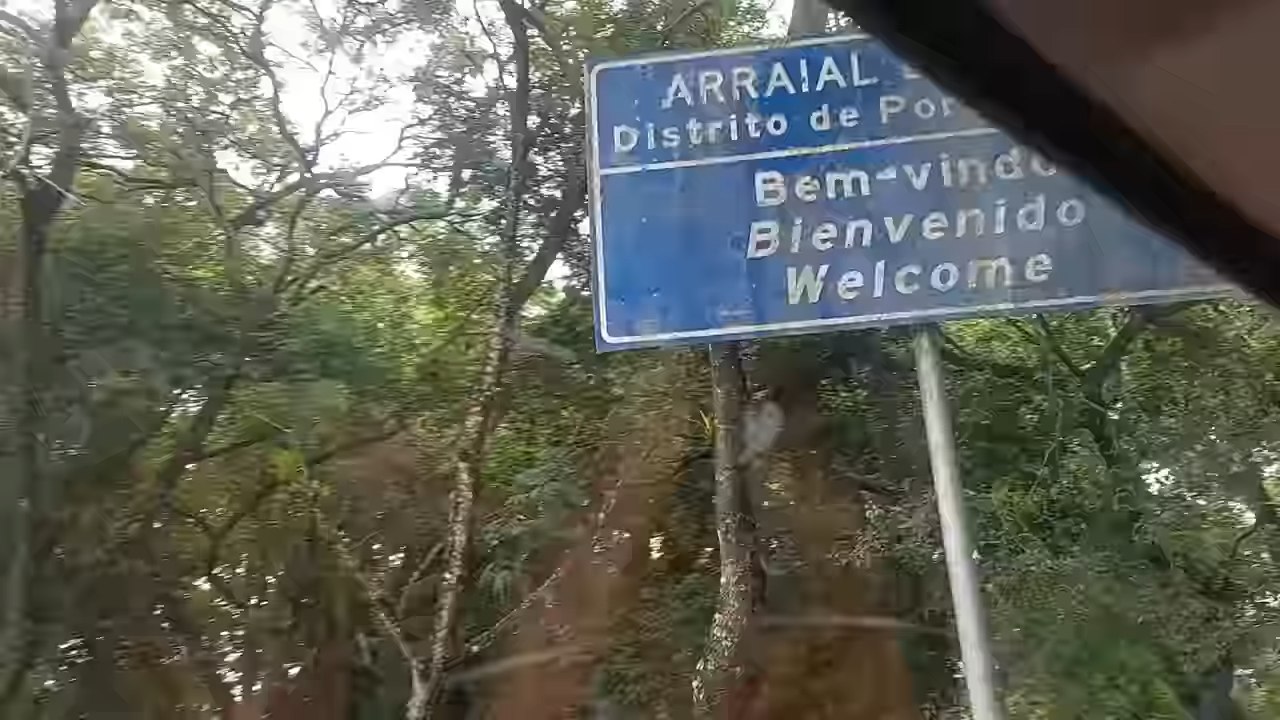 ARRAIAL
Distrito de
Bem-vindo
Bienvenido
Welcome